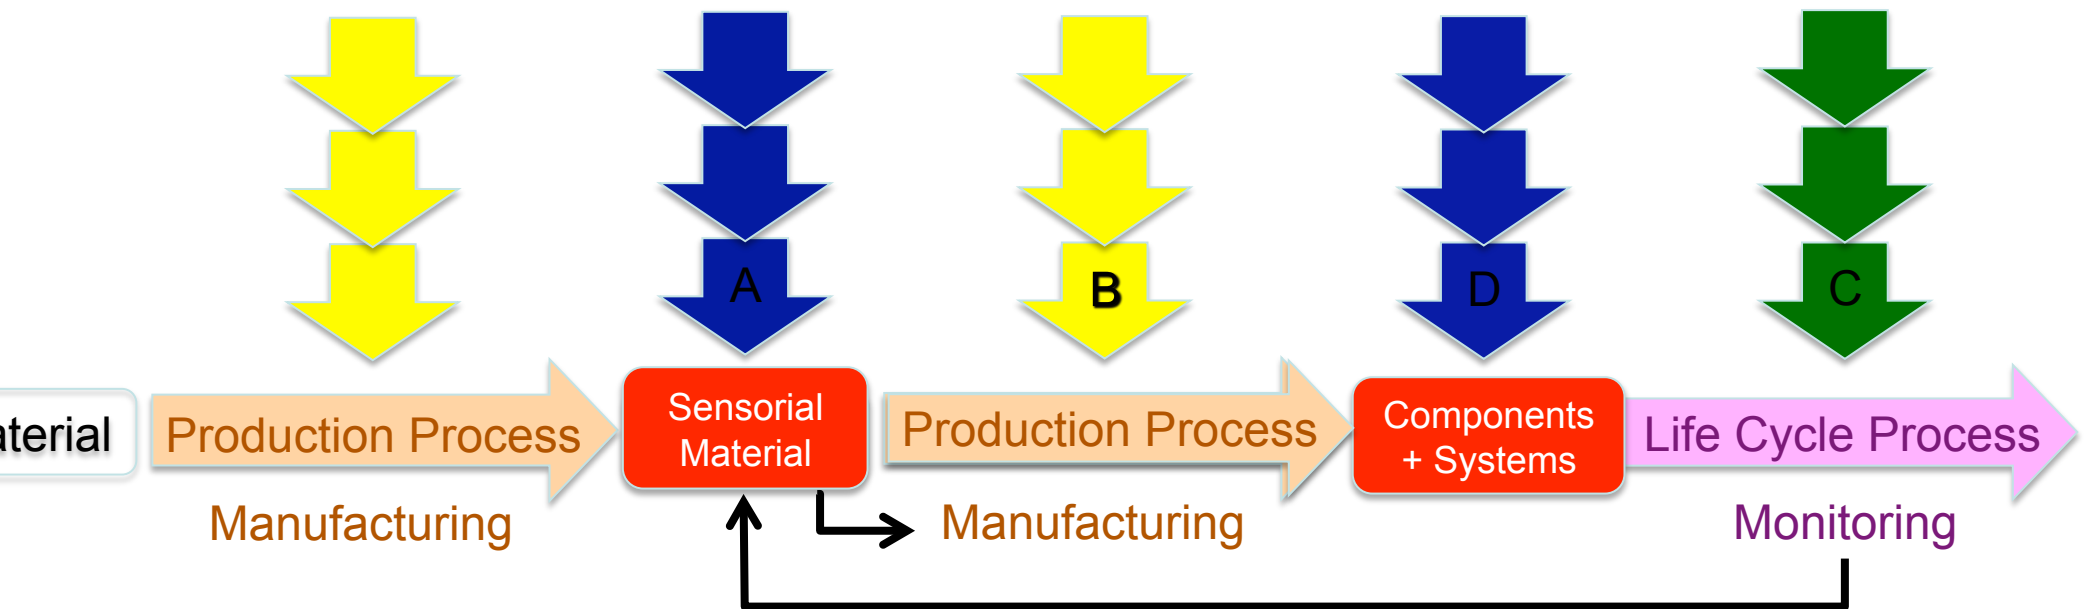 A
B
D
C
aterial
Production Process
Sensorial
Material
Production Process
Components
+ Systems
Life Cycle Process
Manufacturing
Manufacturing
Monitoring